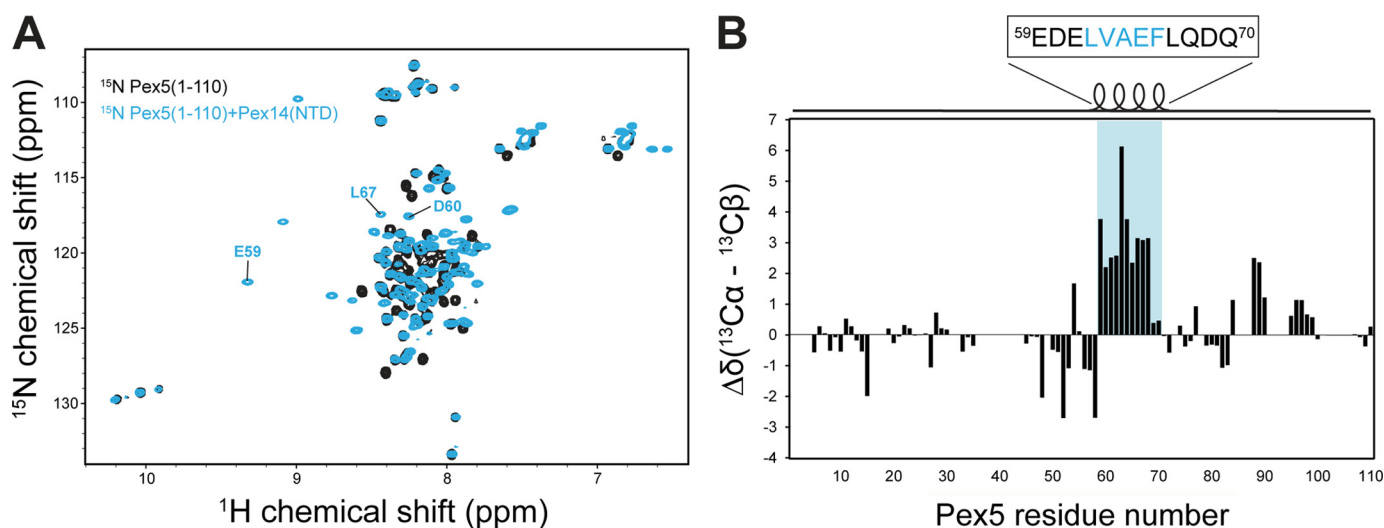 A
¹⁵N Pex5(1-110)
¹⁵N Pex5(1-110)+Pex14(NTD)
L67
D60
E59
110
115
120
125
130
¹⁵N chemical shift (ppm)
10
9
8
7
¹H chemical shift (ppm)
B
⁵⁹EDELVAEFLQDQ⁷⁰
7
6
5
4
3
2
1
0
-1
-2
-3
-4
Δδ(¹³Cα - ¹³Cβ)
10 20 30 40 50 60 70 80 90 100 110
Pex5 residue number